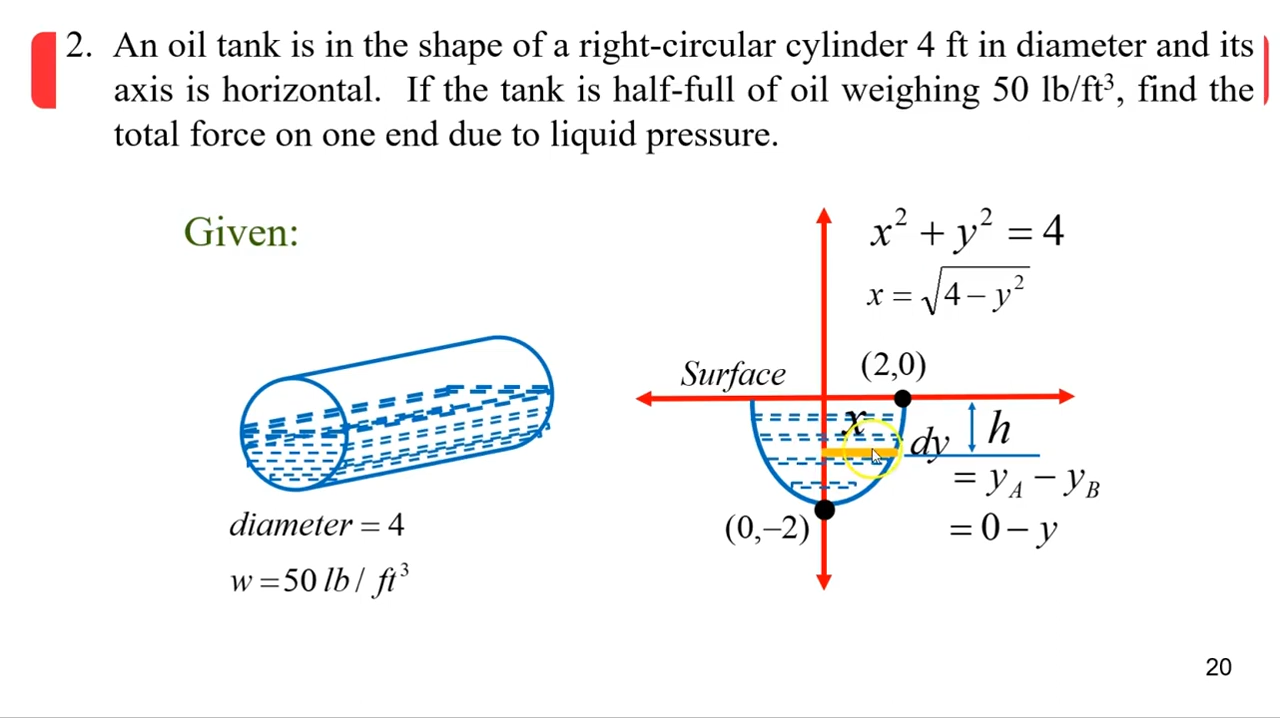 2. An oil tank is in the shape of a right-circular cylinder 4 ft in diameter and its
axis is horizontal. If the tank is half-full of oil weighing 50 lb/ft³, find the
total force on one end due to liquid pressure.
Given:
diameter = 4
w = 50 lb / ft³
x² + y² = 4
x = √(4 − y²)
Surface
(2,0)
x
dy
h
= y_A − y_B
= 0 − y
(0,−2)
20